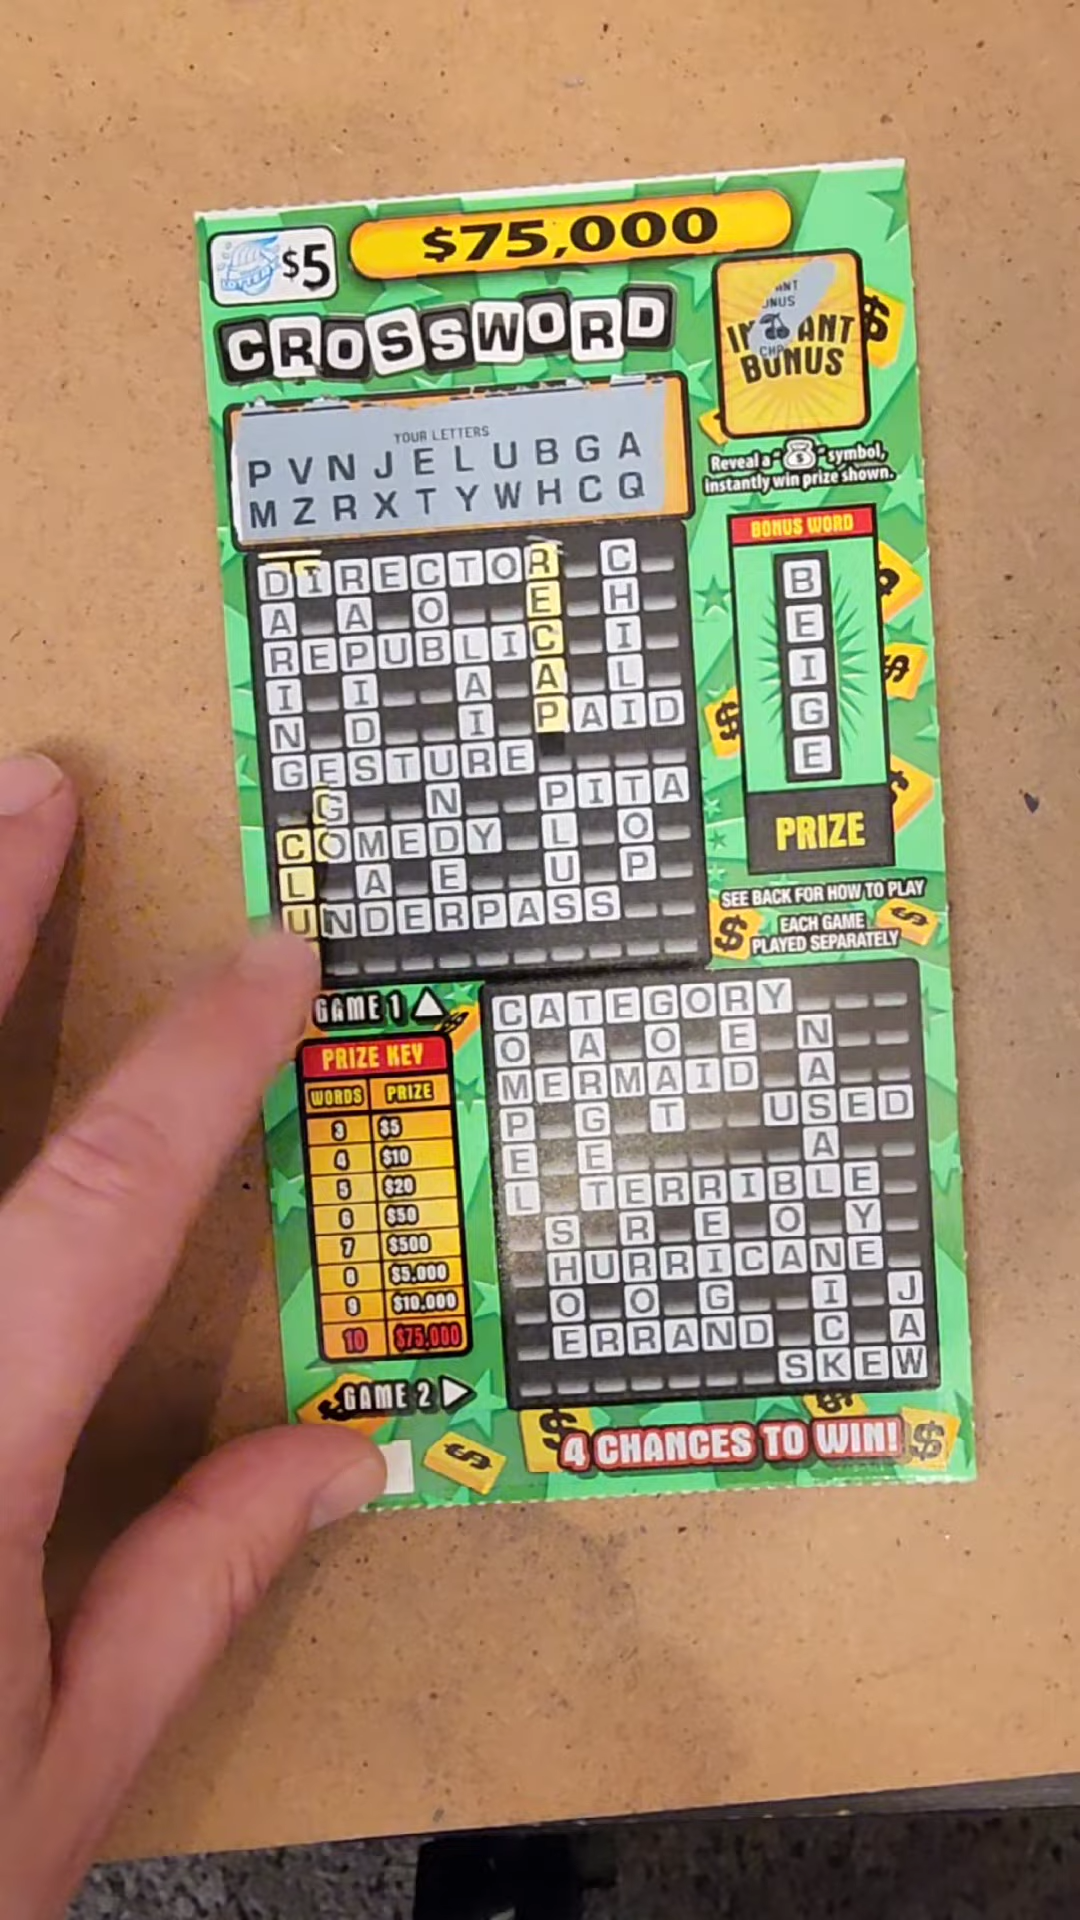 $5
$75,000
CROSSWORD
INSTANT
BONUS
YOUR LETTERS
P V N J E L U B G A
M Z R X T Y W H C Q
Reveal a " " symbol,
instantly win prize shown.
BONUS WORD
B
E
I
G
E
PRIZE
SEE BACK FOR HOW TO PLAY
EACH GAME
PLAYED SEPARATELY
DIRECTOR C
A A O E H
REPUBLIC I
I I A A L
N D I PAID
GESTURE
G N PITA
COMEDY L O
L A E U P
UNDERPASS
GAME 1
PRIZE KEY
WORDS PRIZE
3 $5
4 $10
5 $20
6 $50
7 $500
8 $5,000
9 $10,000
10 $75,000
GAME 2
CATEGORY
O A O E N
MERMAID A
P G T USED
E E A
L TERRIBLE
S R E O Y
HURRICANE
O O G I J
ERRAND C A
SKEW
4 CHANCES TO WIN!